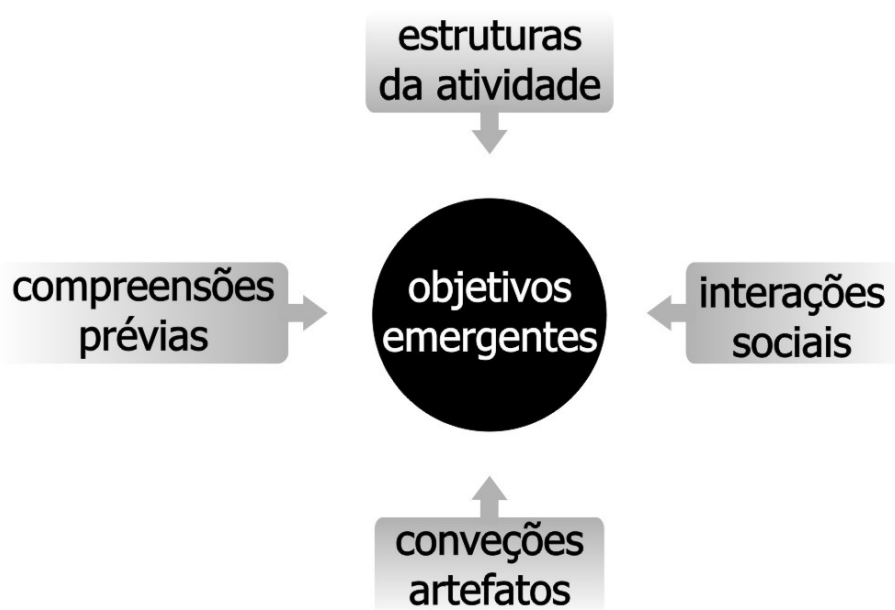 estruturas
da atividade
compreensões
prévias
objetivos
emergentes
interações
sociais
conveções
artefatos